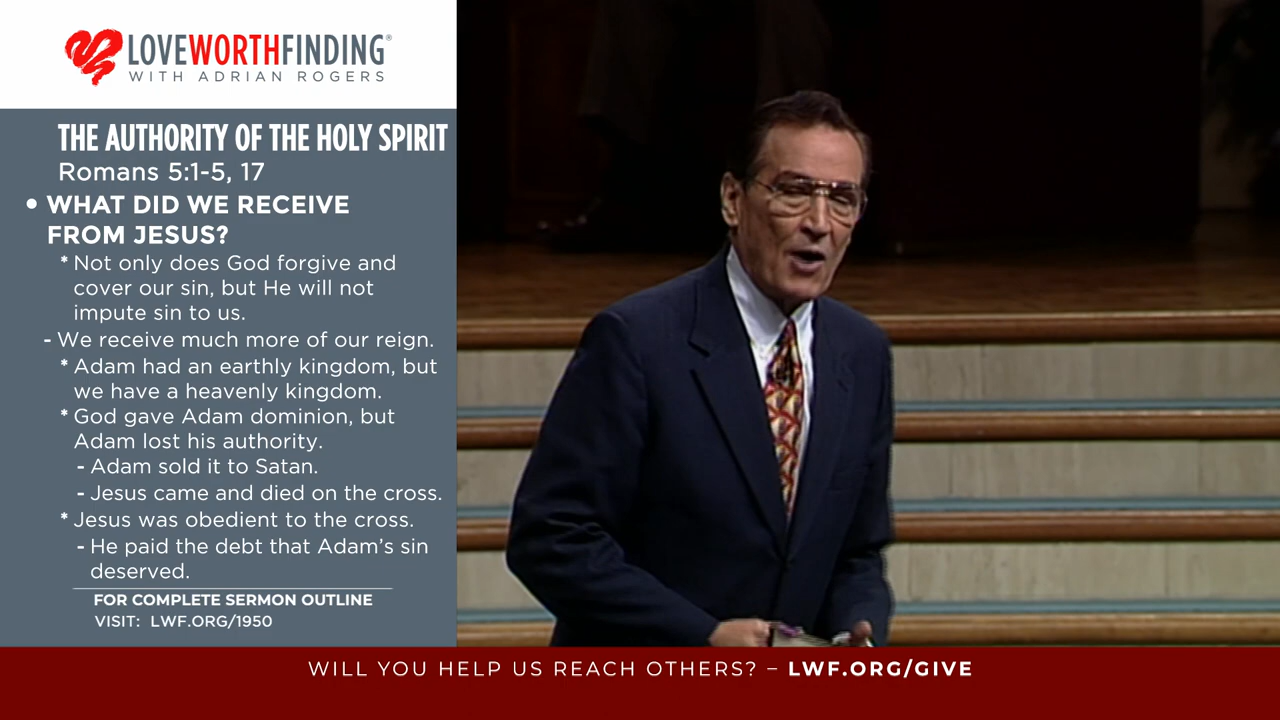 LOVEWORTHFINDING®
WITH ADRIAN ROGERS
THE AUTHORITY OF THE HOLY SPIRIT
Romans 5:1-5, 17
• WHAT DID WE RECEIVE
FROM JESUS?
* Not only does God forgive and
cover our sin, but He will not
impute sin to us.
- We receive much more of our reign.
* Adam had an earthly kingdom, but
we have a heavenly kingdom.
* God gave Adam dominion, but
Adam lost his authority.
- Adam sold it to Satan.
- Jesus came and died on the cross.
* Jesus was obedient to the cross.
- He paid the debt that Adam's sin
deserved.
FOR COMPLETE SERMON OUTLINE
VISIT: LWF.ORG/1950
WILL YOU HELP US REACH OTHERS? – LWF.ORG/GIVE